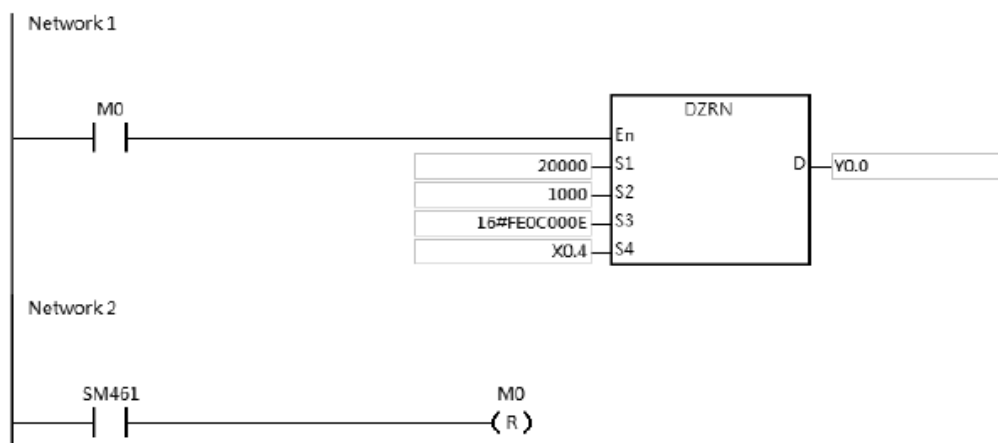 Network 1
M0
DZRN
En
20000 S1 D Y0.0
1000 S2
16#FE0C000E S3
X0.4 S4
Network 2
SM461 M0
( R )